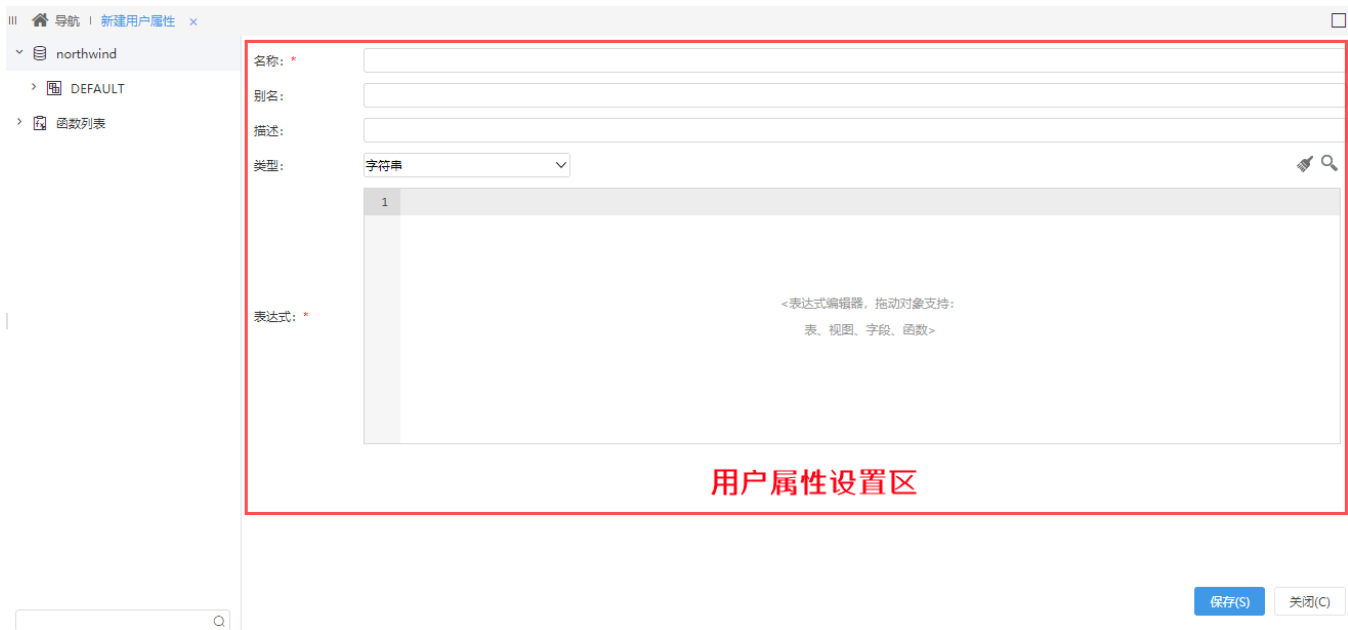 导航 新建用户属性 ×
northwind
DEFAULT
函数列表
名称: *
别名:
描述:
类型: 字符串
1
表达式: *
<表达式编辑器, 拖动对象支持:
表、视图、字段、函数>
用户属性设置区
保存(S) 关闭(C)